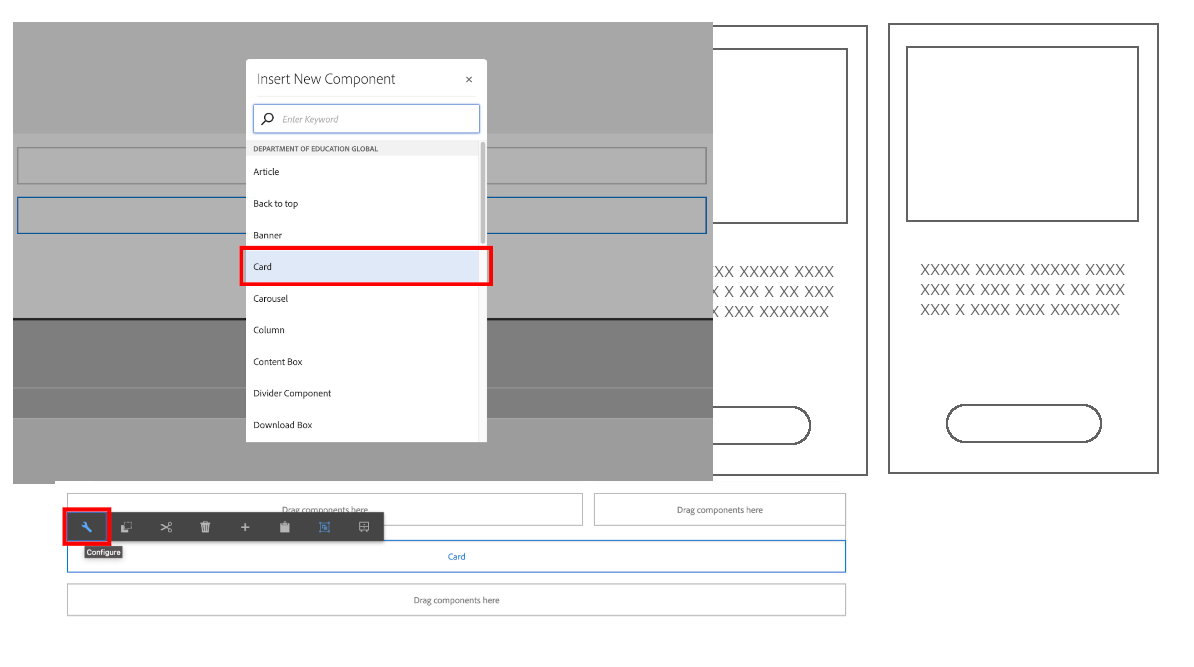 Insert New Component
×
Enter Keyword
DEPARTMENT OF EDUCATION GLOBAL
Article
Back to top
Banner
Card
Carousel
Column
Content Box
Divider Component
Download Box
XX XXXXX XXXX
X X XX X XX XXX
X XXX XXXXXXX
XXXXX XXXXX XXXXX XXXX
XXX XX XXX X XX X XX XXX
XXX X XXXX XXX XXXXXXX
Drag components here
Drag components here
Configure
Card
Drag components here